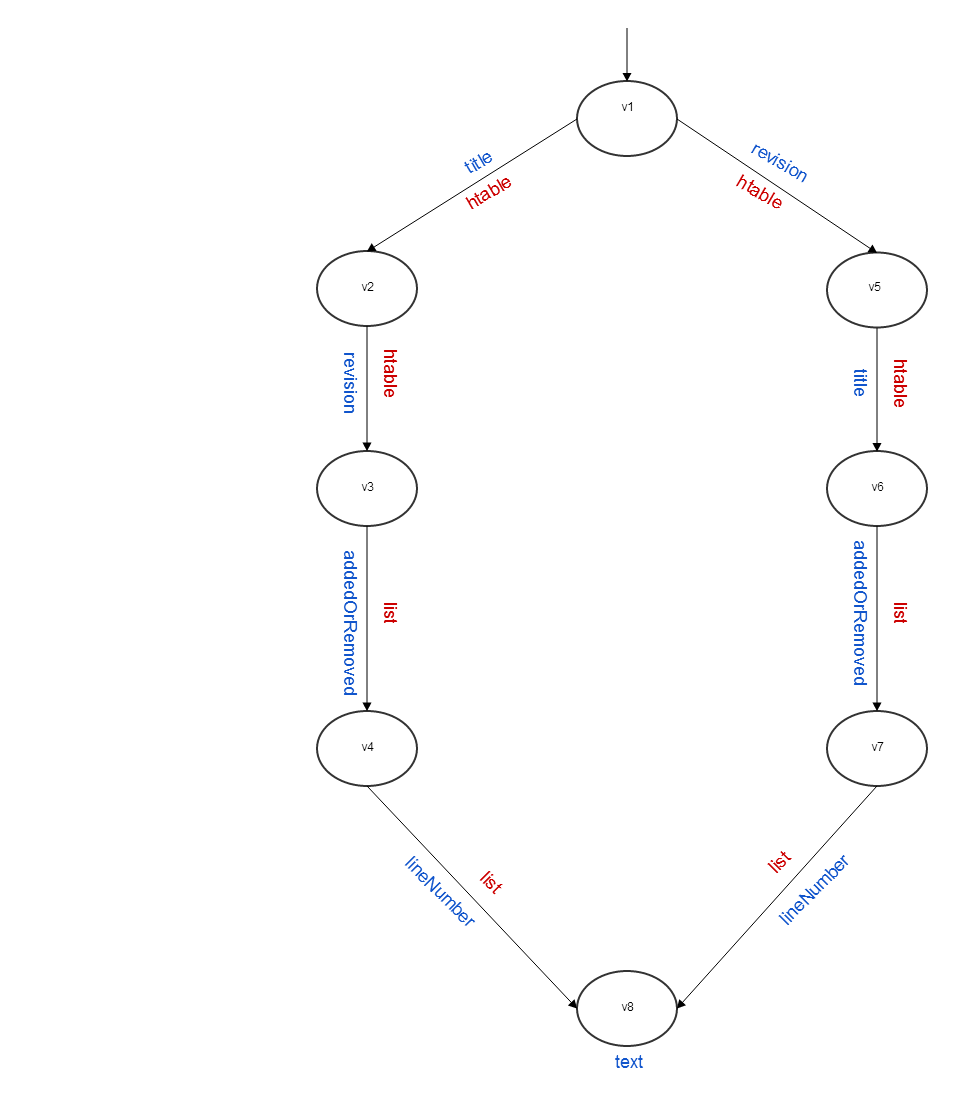 v1
title
htable
revision
htable
v2
v5
revision
htable
title
htable
v3
v6
addedOrRemoved
list
addedOrRemoved
list
v4
v7
lineNumber
list
list
lineNumber
v8
text